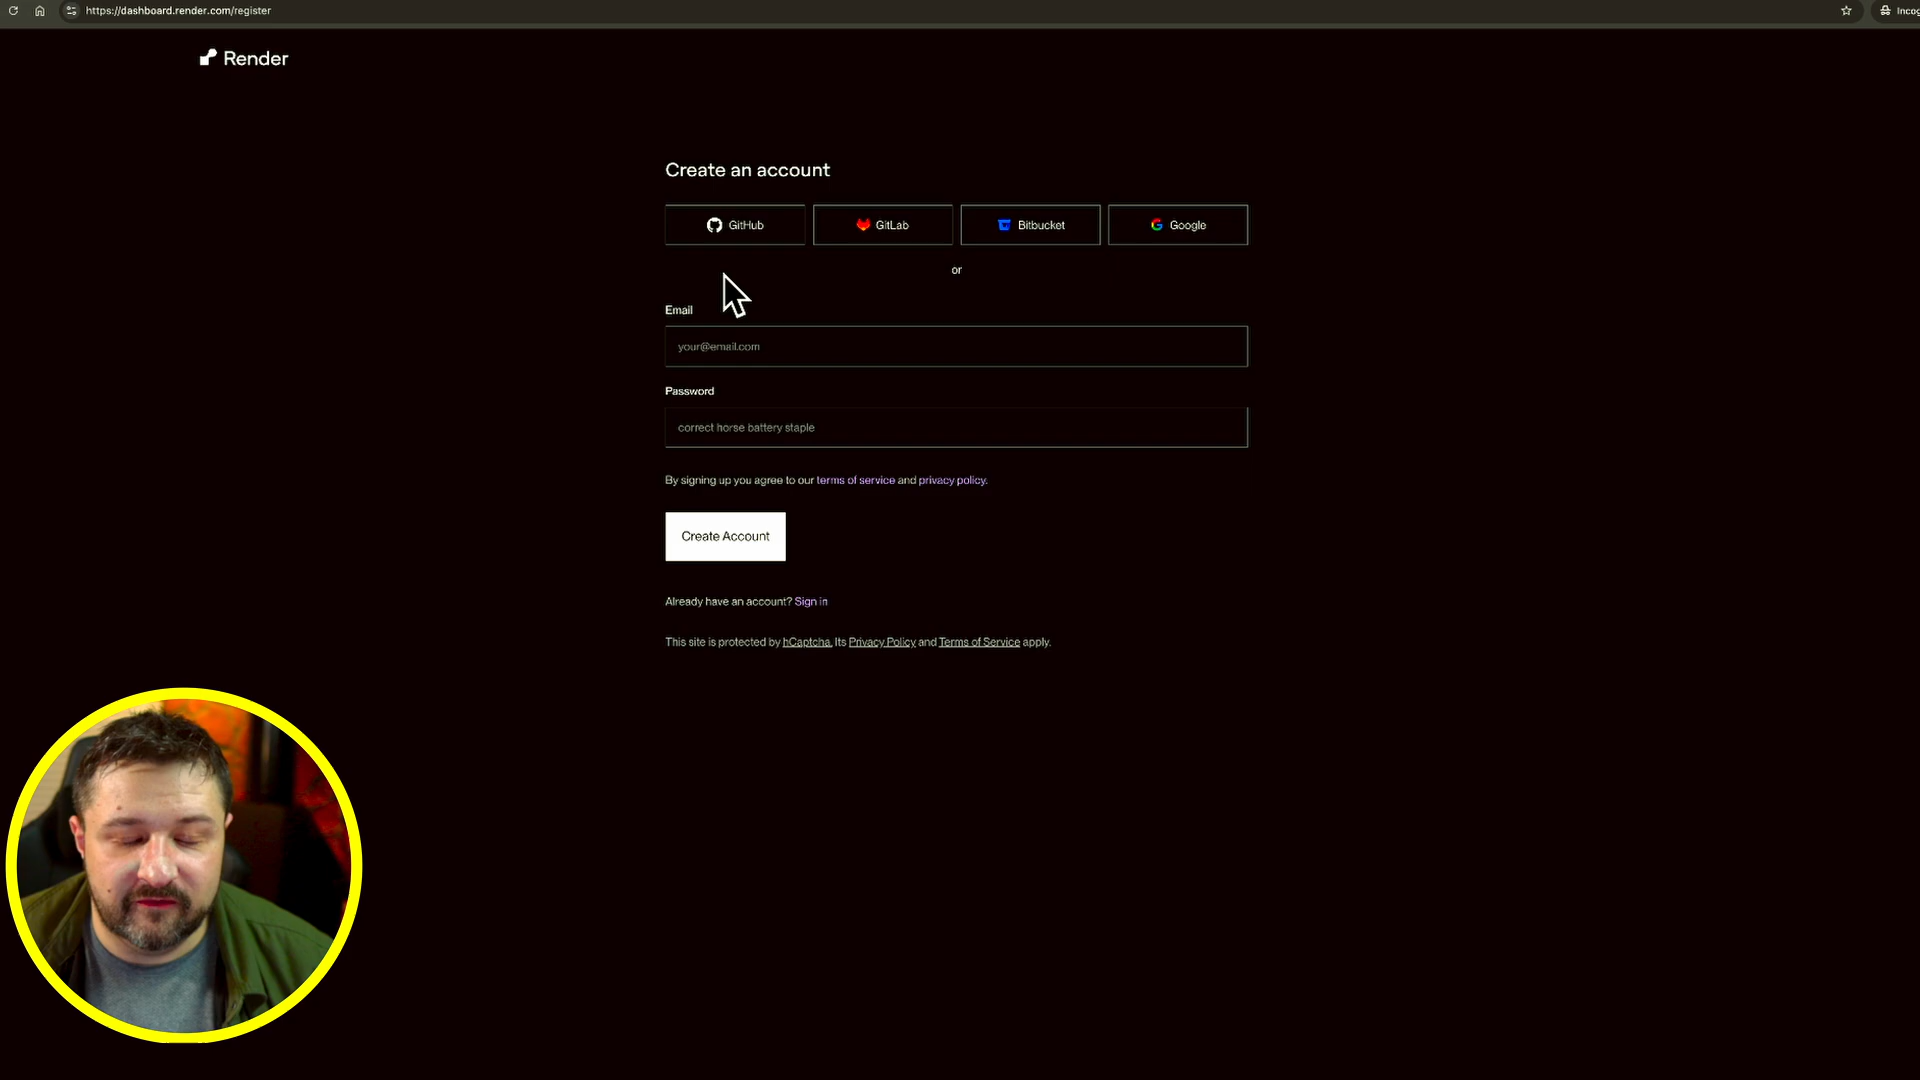 https://dashboard.render.com/register
Incog
Render
Create an account
GitHub
GitLab
Bitbucket
Google
or
Email
your@email.com
Password
correct horse battery staple
By signing up you agree to our terms of service and privacy policy.
Create Account
Already have an account? Sign in
This site is protected by hCaptcha. Its Privacy Policy and Terms of Service apply.